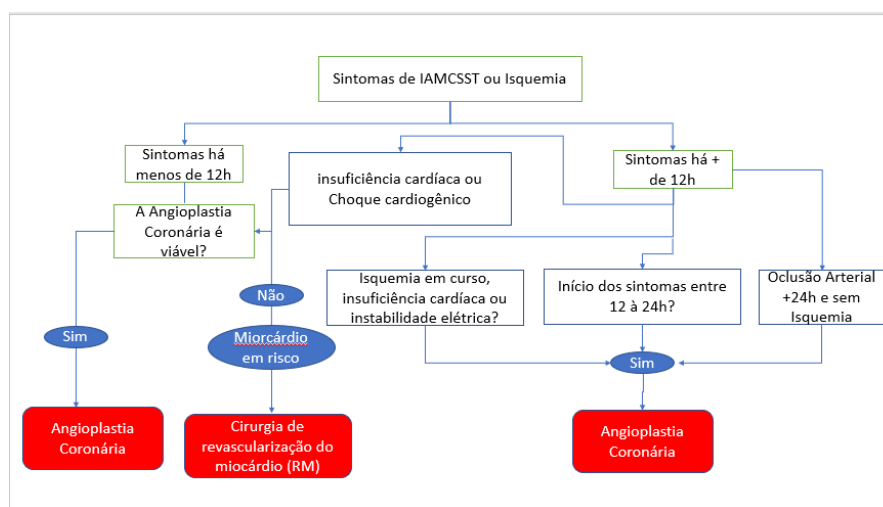 Sintomas de IAMCSST ou Isquemia
Sintomas há
menos de 12h
insuficiência cardíaca ou
Choque cardiogênico
Sintomas há +
de 12h
A Angioplastia
Coronária é
viável?
Isquemia em curso,
insuficiência cardíaca ou
instabilidade elétrica?
Início dos sintomas entre
12 à 24h?
Oclusão Arterial
+24h e sem
Isquemia
Não
Sim
Miorcárdio
em risco
Sim
Angioplastia
Coronária
Cirurgia de
revascularização do
miocárdio (RM)
Angioplastia
Coronária